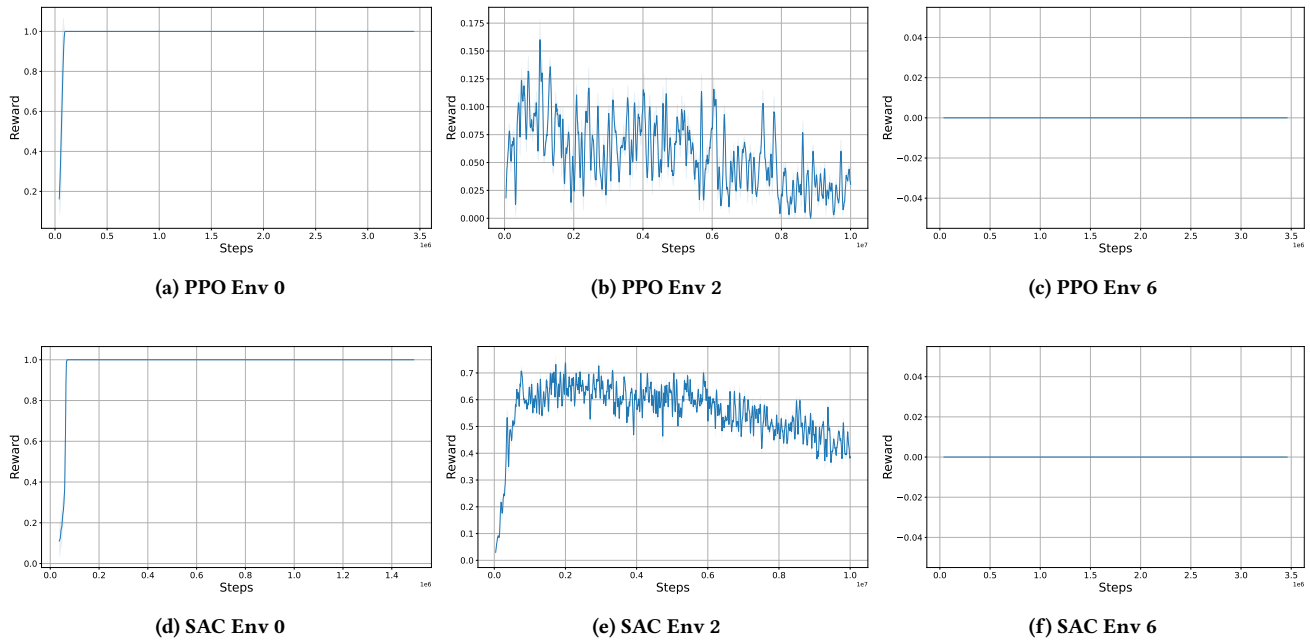 1.0
0.8
0.6
0.4
0.2
Reward
0.0 0.5 1.0 1.5 2.0 2.5 3.0 3.5
Steps
1e6
(a) PPO Env 0
0.175
0.150
0.125
0.100
0.075
0.050
0.025
0.000
Reward
0.0 0.2 0.4 0.6 0.8 1.0
Steps
1e7
(b) PPO Env 2
0.04
0.02
0.00
−0.02
−0.04
Reward
0.0 0.5 1.0 1.5 2.0 2.5 3.0 3.5
Steps
1e6
(c) PPO Env 6
1.0
0.8
0.6
0.4
0.2
0.0
Reward
0.0 0.2 0.4 0.6 0.8 1.0 1.2 1.4
Steps
1e6
(d) SAC Env 0
0.7
0.6
0.5
0.4
0.3
0.2
0.1
0.0
Reward
0.0 0.2 0.4 0.6 0.8 1.0
Steps
1e7
(e) SAC Env 2
0.04
0.02
0.00
−0.02
−0.04
Reward
0.0 0.5 1.0 1.5 2.0 2.5 3.0 3.5
Steps
1e6
(f) SAC Env 6